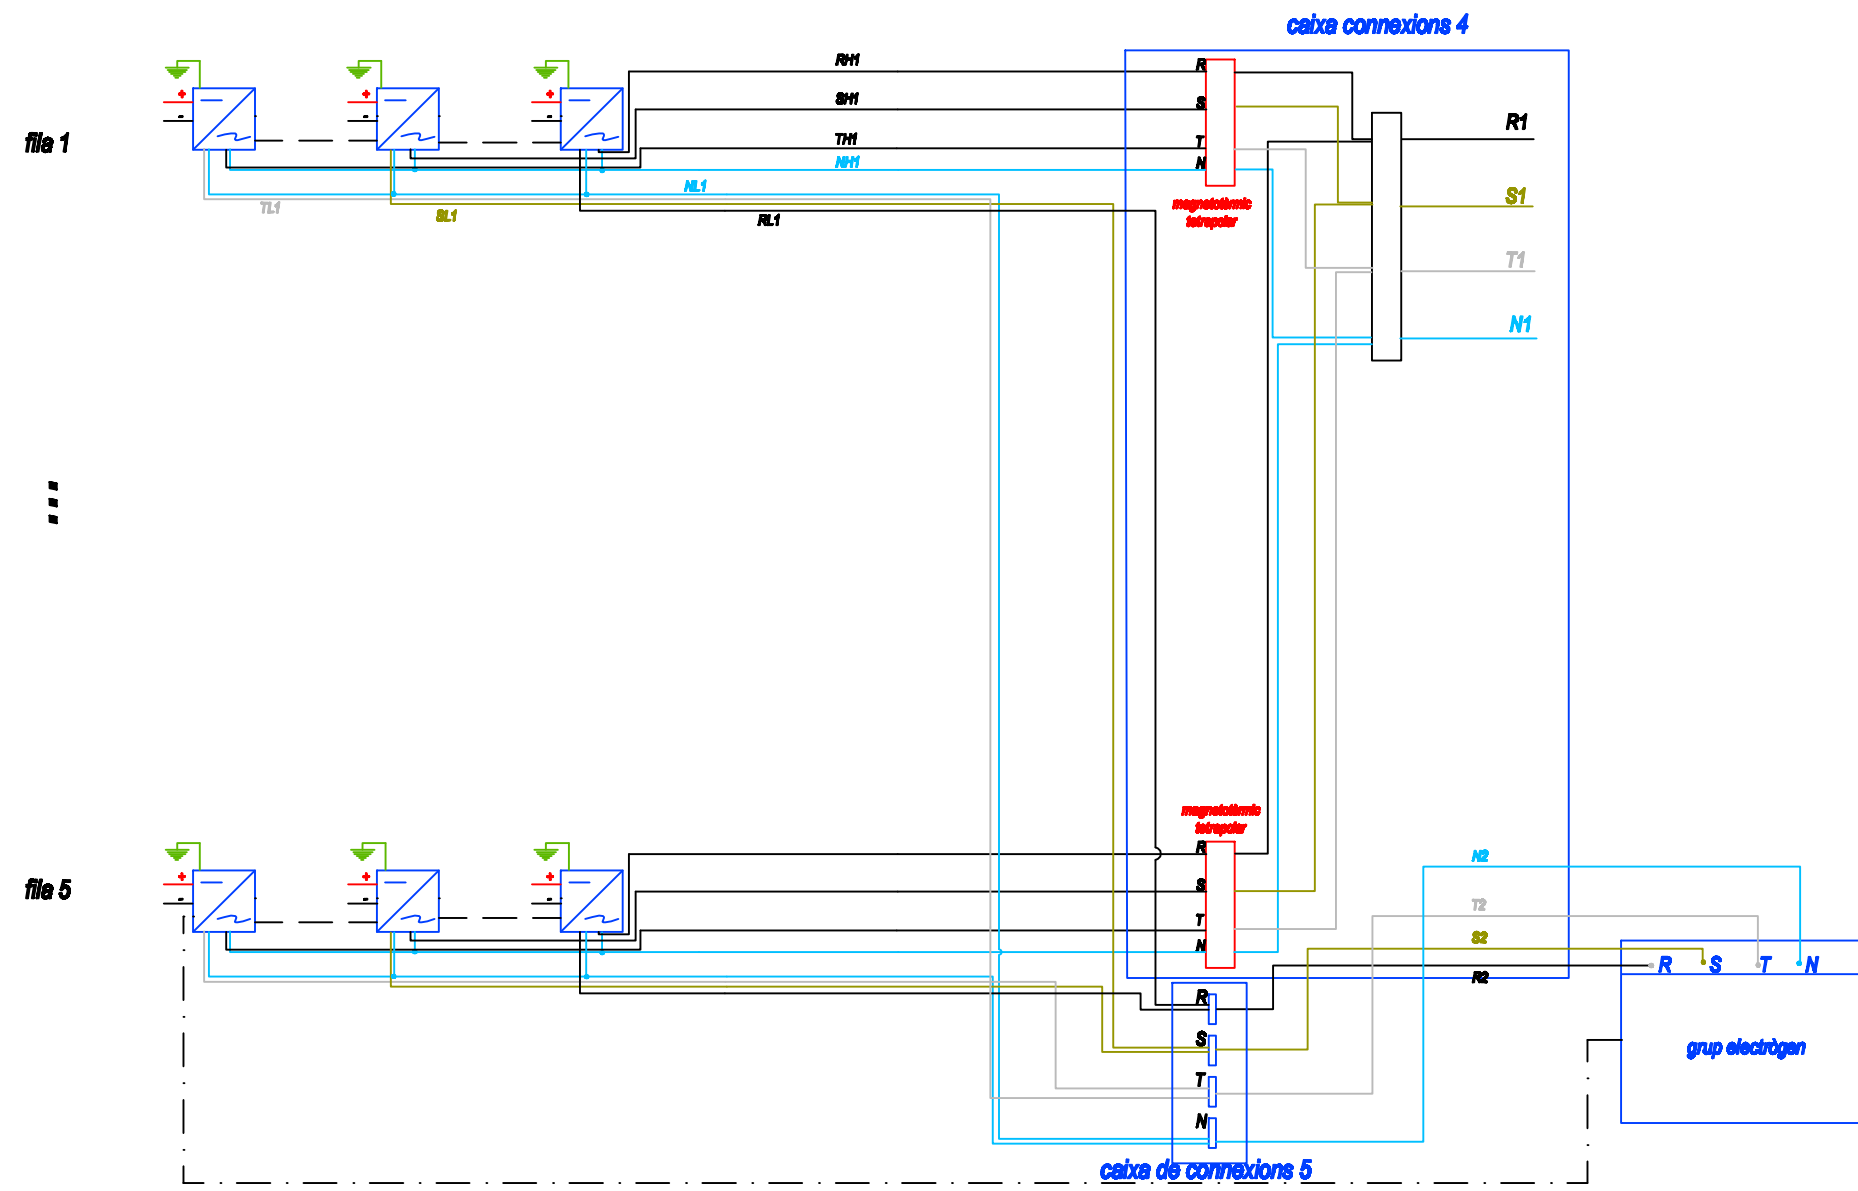 caixa connexions 4
RH1
R
+
+
+
SH1
S
-
-
-
R1
fila 1
TH1
T
NH1
N
NL1
S1
TL1
SL1
RL1
magnetotèrmic
tetrapolar
T1
N1
...
magnetotèrmic
tetrapolar
R
N2
+
+
+
S
fila 5
-
-
-
T2
T
S2
N
R S T N
R2
R
S
grup electrògen
T
N
caixa de connexions 5